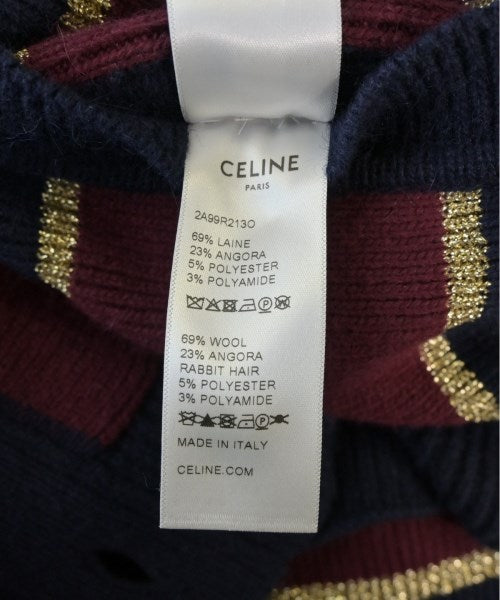 CELINE
PARIS
2A99R213O
69% LAINE
23% ANGORA
5% POLYESTER
3% POLYAMIDE
69% WOOL
23% ANGORA
RABBIT HAIR
5% POLYESTER
3% POLYAMIDE
MADE IN ITALY
CELINE.COM